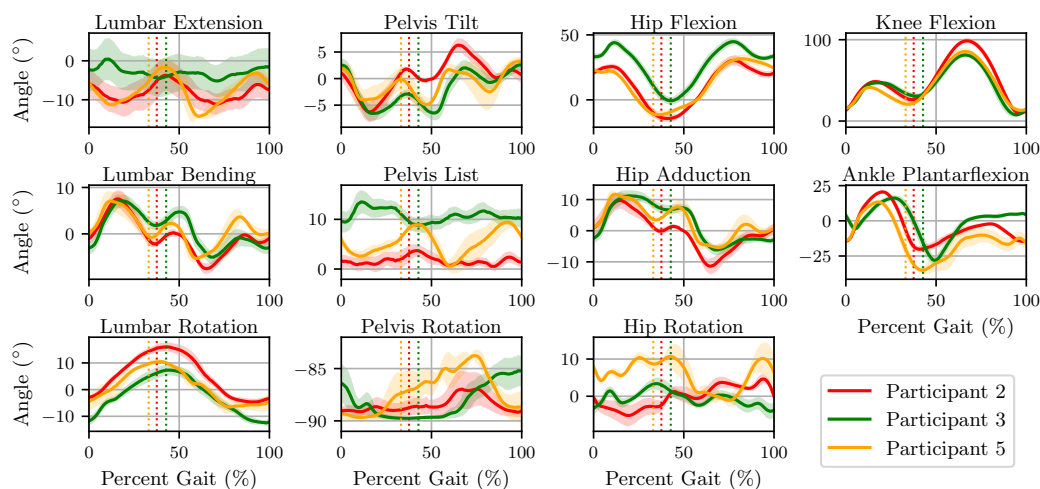 Lumbar Extension Pelvis Tilt Hip Flexion Knee Flexion
Angle (°)
0
−10
5
0
−5
50
0
100
0
0 50 100 0 50 100 0 50 100 0 50 100
Lumbar Bending Pelvis List Hip Adduction Ankle Plantarflexion
Angle (°)
10
0
10
0
10
0
−10
25
0
−25
0 50 100 0 50 100 0 50 100 0 50 100
Percent Gait (%)
Lumbar Rotation Pelvis Rotation Hip Rotation
Angle (°)
10
0
−10
−85
−90
10
0
0 50 100 0 50 100 0 50 100
Percent Gait (%) Percent Gait (%) Percent Gait (%)
Participant 2
Participant 3
Participant 5